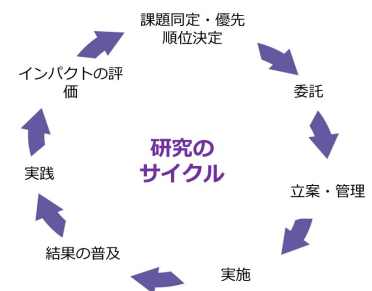 課題同定・優先
順位決定
委託
立案・管理
実施
結果の普及
実践
インパクトの評
価
研究の
サイクル